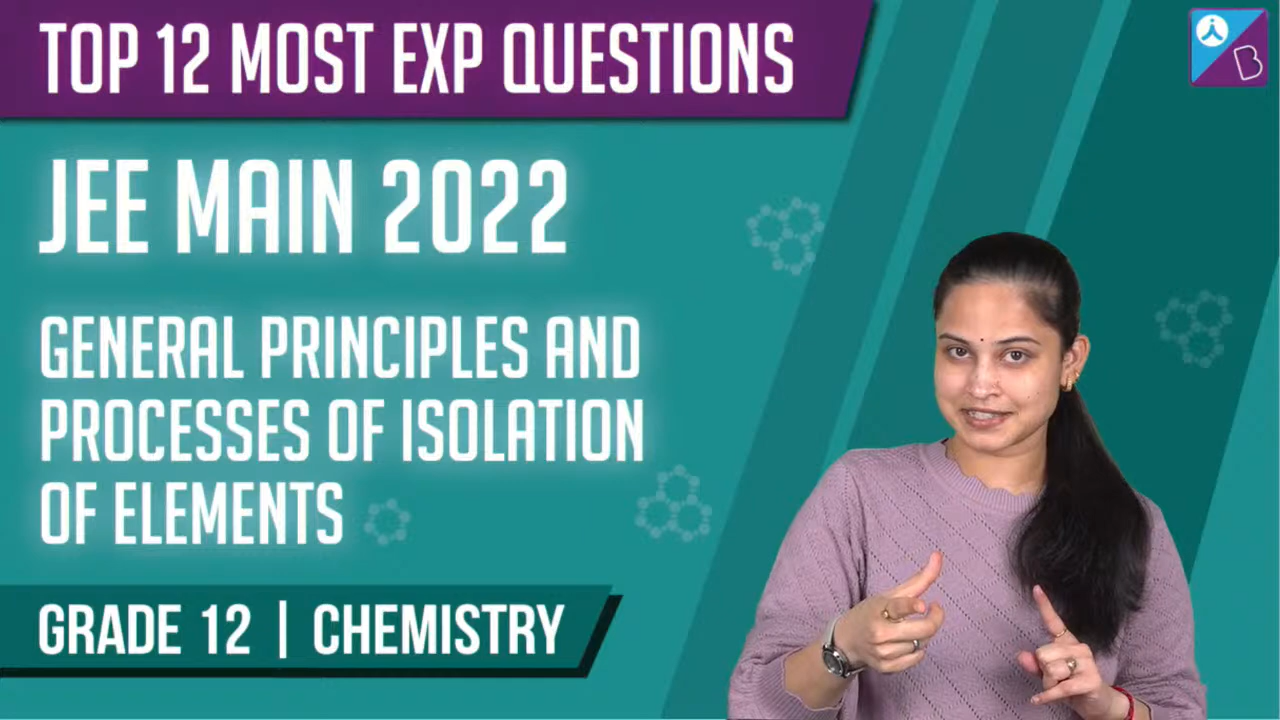 TOP 12 MOST EXP QUESTIONS
JEE MAIN 2022
GENERAL PRINCIPLES AND
PROCESSES OF ISOLATION
OF ELEMENTS
GRADE 12 | CHEMISTRY
B